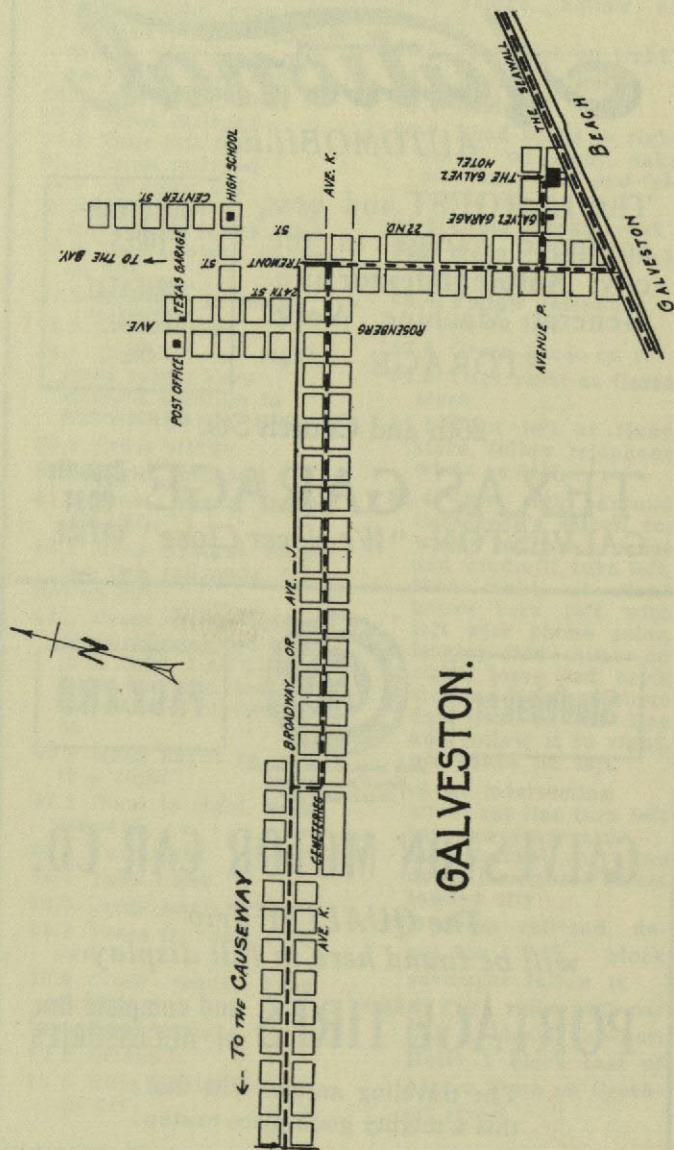 CENTER ST.
HIGH SCHOOL
← TO THE BAY.
TEXAS GARAGE
POST OFFICE
AVE.
ST.
ST.
24TH ST.
TREMONT
AVE. K.
22ND.
ROSENBERG
THE SEAWALL
BEACH
GALVESTON
THE GALVEZ
HOTEL
GALVEZ GARAGE
AVENUE P.
BROADWAY OR AVE. J
N
CEMETERIES
AVE. K.
← TO THE CAUSEWAY
GALVESTON.